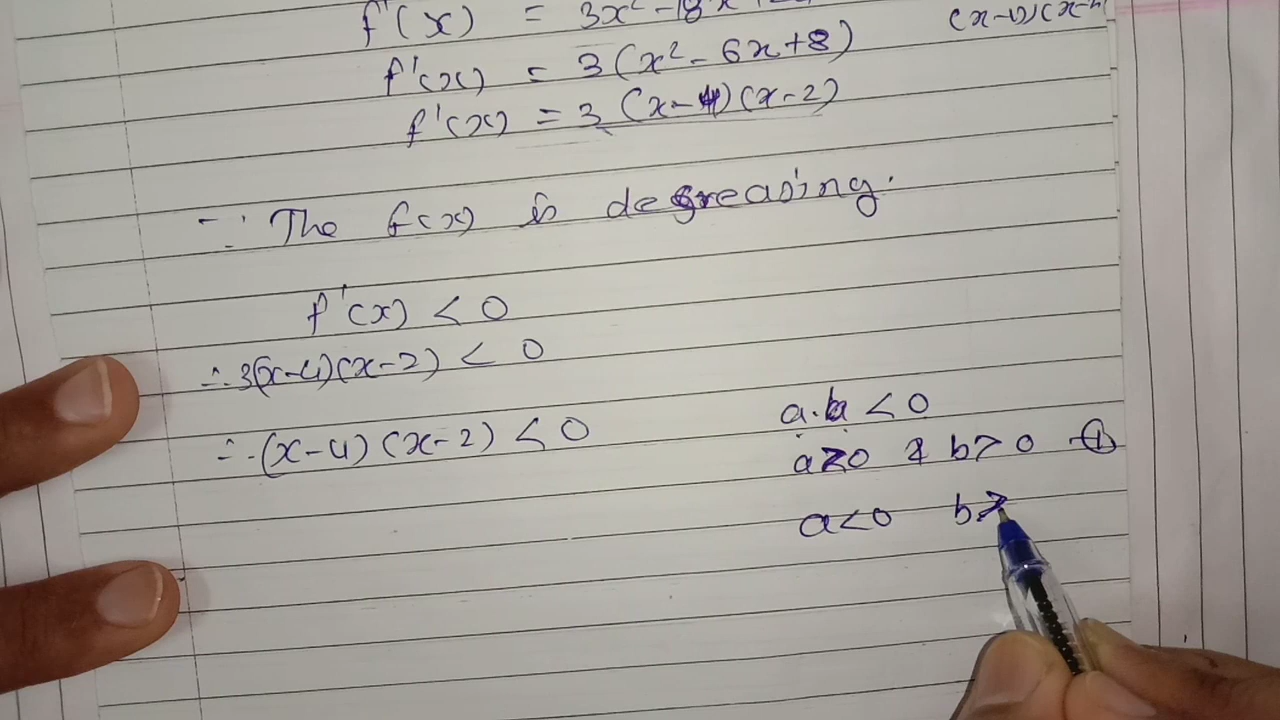 f'(x) = 3x² - 18x
(x-4)(x-
f'(x) = 3(x² - 6x + 8)
f'(x) = 3 (x-4)(x-2)
∵ The f(x) is decreasing.
f'(x) < 0
∴ 3(x-4)(x-2) < 0
∴ (x-4) (x-2) < 0
a.b < 0
a 0 & b > 0 - ①
a < 0 b >